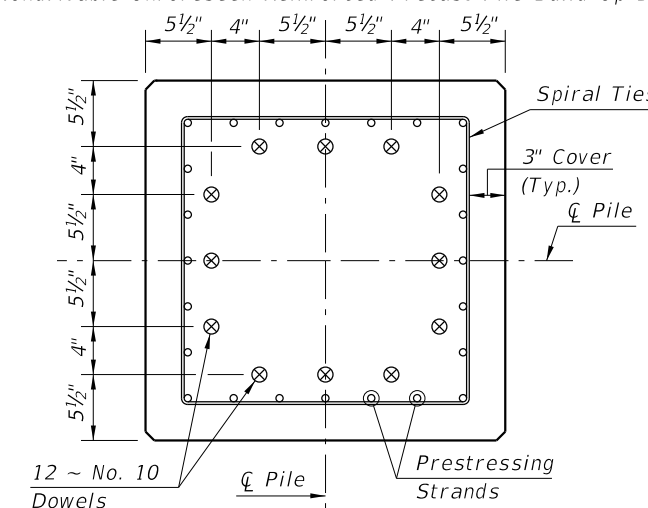 5½" 4" 5½" 5½" 4" 5½"
Spiral Ties
3" Cover
(Typ.)
℄ Pile
5½"
4"
5½"
5½"
4"
5½"
12 ~ No. 10
Dowels
℄ Pile
Prestressing
Strands